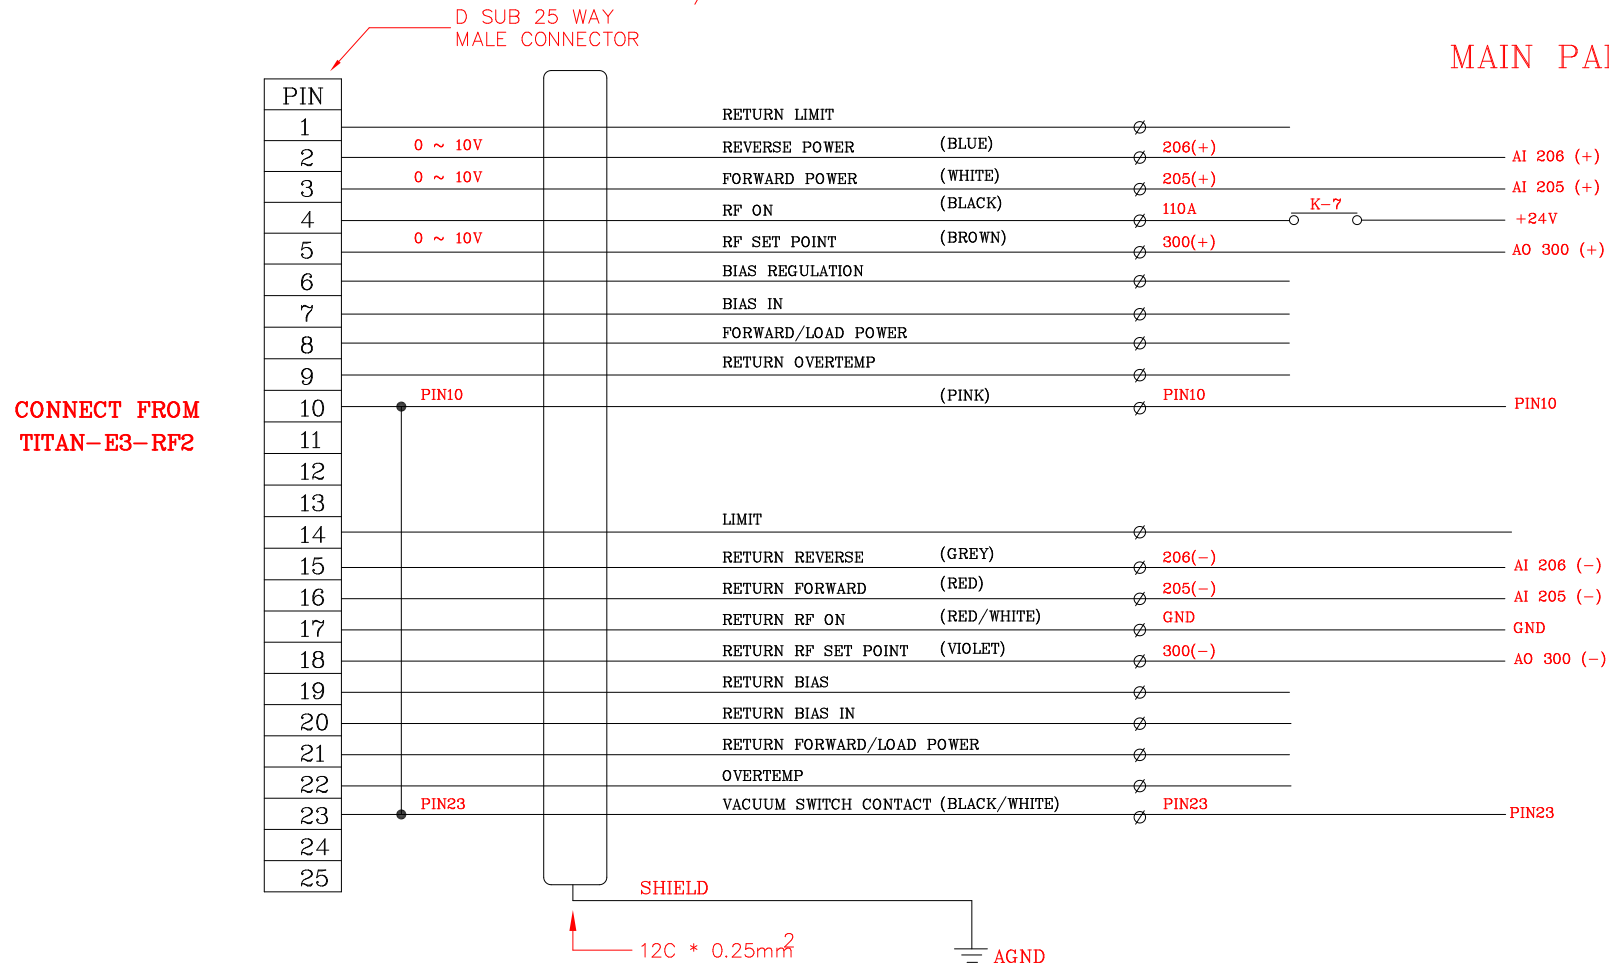 D SUB 25 WAY
MALE CONNECTOR
MAIN
PIN
1 RETURN LIMIT
2 0 ~ 10V REVERSE POWER (BLUE) 206(+) AI 206 (+)
3 0 ~ 10V FORWARD POWER (WHITE) 205(+) AI 205 (+)
4 RF ON (BLACK) 110A K-7 +24V
5 0 ~ 10V RF SET POINT (BROWN) 300(+) AO 300 (+)
6 BIAS REGULATION
7 BIAS IN
8 FORWARD/LOAD POWER
9 RETURN OVERTEMP
10 PIN10 (PINK) PIN10 PIN10
CONNECT FROM
TITAN-E3-RF2
11
12
13
14 LIMIT
15 RETURN REVERSE (GREY) 206(-) AI 206 (-)
16 RETURN FORWARD (RED) 205(-) AI 205 (-)
17 RETURN RF ON (RED/WHITE) GND GND
18 RETURN RF SET POINT (VIOLET) 300(-) AO 300 (-)
19 RETURN BIAS
20 RETURN BIAS IN
21 RETURN FORWARD/LOAD POWER
22 OVERTEMP
23 PIN23 VACUUM SWITCH CONTACT (BLACK/WHITE) PIN23 PIN23
24
25
SHIELD
12C * 0.25mm²
AGND